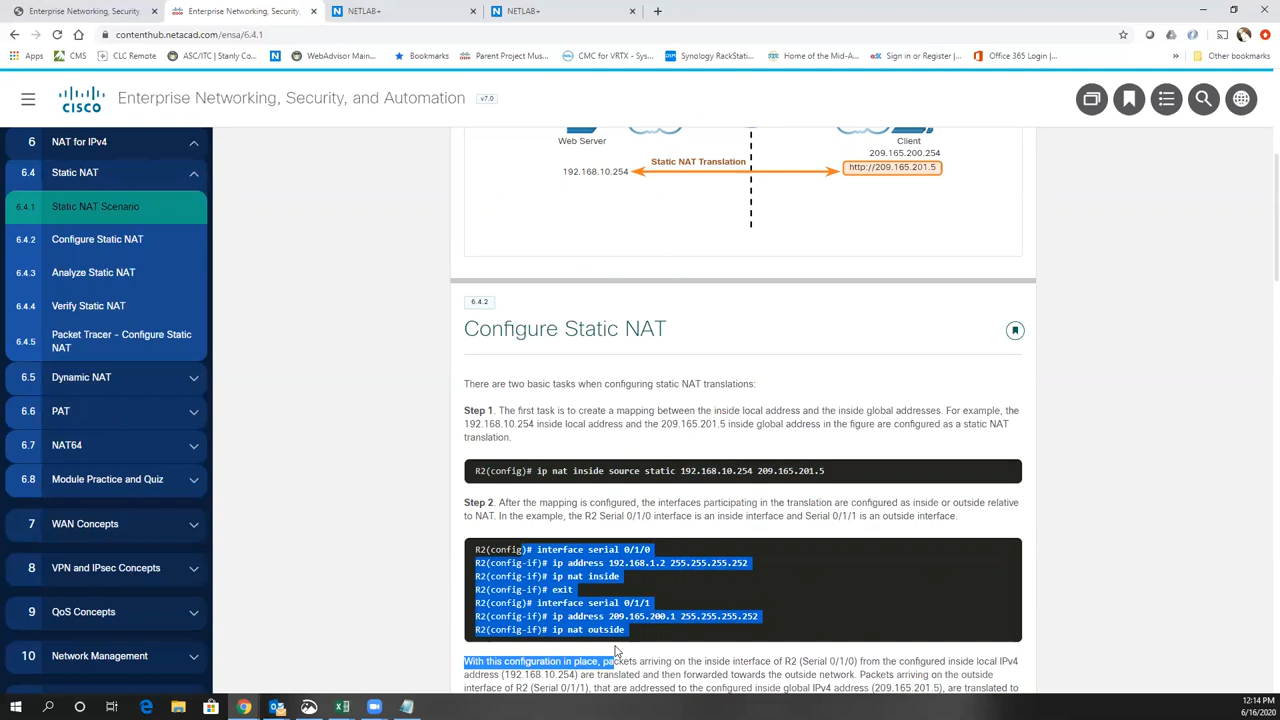 Enterprise Networking, Security, ×
Enterprise Networking, Security, ×
NETLAB+ ×
NETLAB+ ×
contenthub.netacad.com/ensa/6.4.1
Apps
CMS
CLC Remote
ASC/ITC | Stanly Co...
WebAdvisor Main...
Bookmarks
Parent Project Mus...
CMC for VRTX – Sys...
Synology RackStati...
Home of the Mid-A...
Sign in or Register |...
Office 365 Login |...
»
Other bookmarks
CISCO
Enterprise Networking, Security, and Automation
v7.0
6 NAT for IPv4
6.4 Static NAT
6.4.1 Static NAT Scenario
6.4.2 Configure Static NAT
6.4.3 Analyze Static NAT
6.4.4 Verify Static NAT
6.4.5 Packet Tracer - Configure Static
NAT
6.5 Dynamic NAT
6.6 PAT
6.7 NAT64
6.8 Module Practice and Quiz
7 WAN Concepts
8 VPN and IPsec Concepts
9 QoS Concepts
10 Network Management
Web Server
Client
209.165.200.254
Static NAT Translation
http://209.165.201.5
192.168.10.254
6.4.2
Configure Static NAT
There are two basic tasks when configuring static NAT translations:
Step 1. The first task is to create a mapping between the inside local address and the inside global addresses. For example, the
192.168.10.254 inside local address and the 209.165.201.5 inside global address in the figure are configured as a static NAT
translation.
R2(config)# ip nat inside source static 192.168.10.254 209.165.201.5
Step 2. After the mapping is configured, the interfaces participating in the translation are configured as inside or outside relative
to NAT. In the example, the R2 Serial 0/1/0 interface is an inside interface and Serial 0/1/1 is an outside interface.
R2(config)# interface serial 0/1/0
R2(config-if)# ip address 192.168.1.2 255.255.255.252
R2(config-if)# ip nat inside
R2(config-if)# exit
R2(config)# interface serial 0/1/1
R2(config-if)# ip address 209.165.200.1 255.255.255.252
R2(config-if)# ip nat outside
With this configuration in place, packets arriving on the inside interface of R2 (Serial 0/1/0) from the configured inside local IPv4
address (192.168.10.254) are translated and then forwarded towards the outside network. Packets arriving on the outside
interface of R2 (Serial 0/1/1), that are addressed to the configured inside global IPv4 address (209.165.201.5), are translated to
12:14 PM
6/16/2020